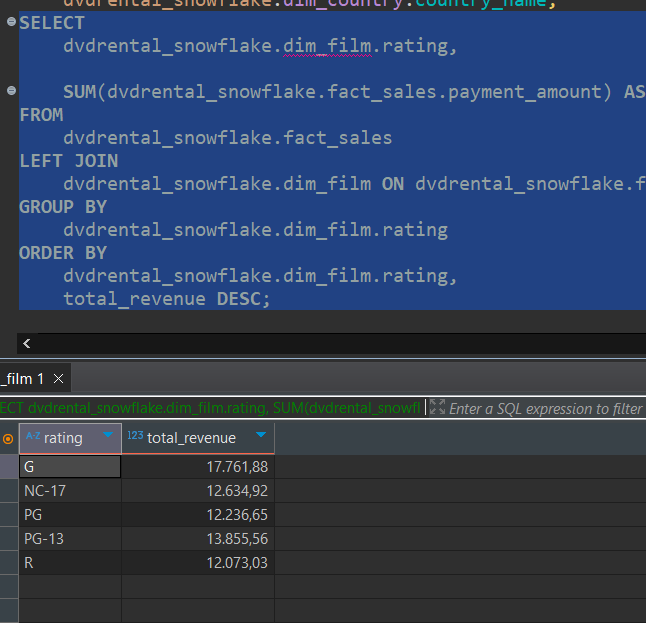 dvdrental_snowflake.dim_country.country_name,
SELECT
dvdrental_snowflake.dim_film.rating,
SUM(dvdrental_snowflake.fact_sales.payment_amount) AS
FROM
dvdrental_snowflake.fact_sales
LEFT JOIN
dvdrental_snowflake.dim_film ON dvdrental_snowflake.f
GROUP BY
dvdrental_snowflake.dim_film.rating
ORDER BY
dvdrental_snowflake.dim_film.rating,
total_revenue DESC;
_film 1
ECT dvdrental_snowflake.dim_film.rating, SUM(dvdrental_snowfl Enter a SQL expression to filter
A-Z rating 123 total_revenue
G 17.761,88
NC-17 12.634,92
PG 12.236,65
PG-13 13.855,56
R 12.073,03